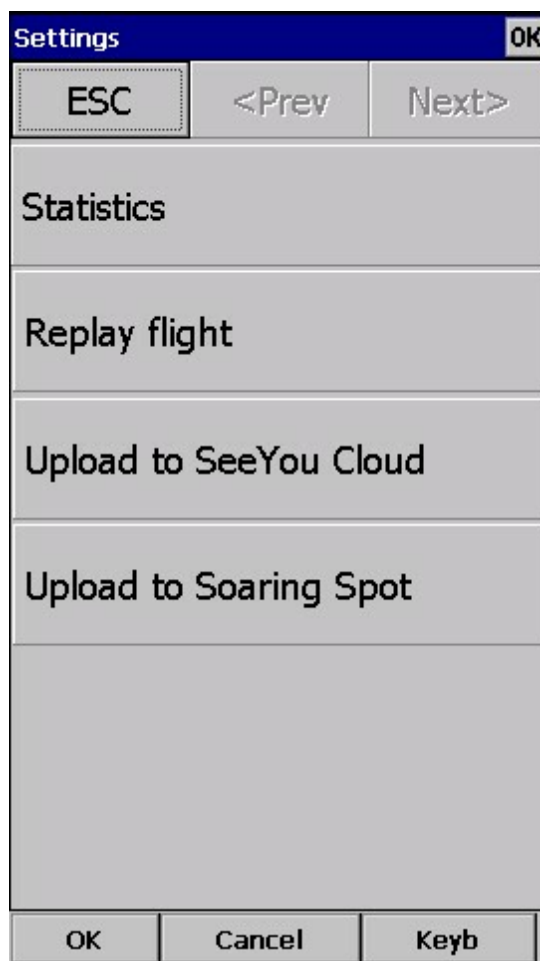 Settings OK
ESC <Prev Next>
Statistics
Replay flight
Upload to SeeYou Cloud
Upload to Soaring Spot
OK Cancel Keyb